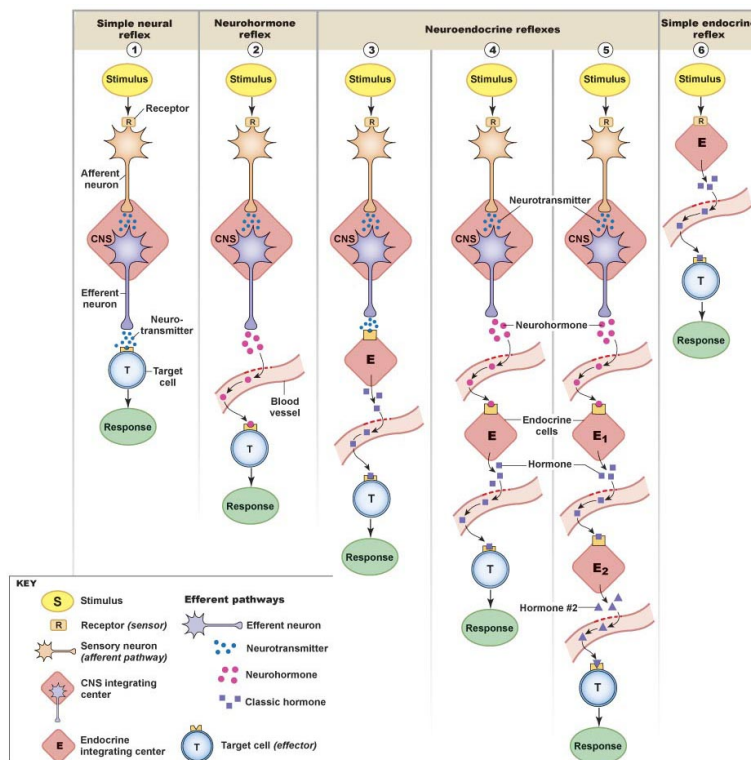 Simple neural
reflex
Neurohormone
reflex
Neuroendocrine reflexes
Simple endocrine
reflex
1
2
3
4
5
6
Stimulus
Stimulus
Stimulus
Stimulus
Stimulus
Stimulus
Receptor
R
R
R
R
R
R
E
Afferent
neuron
Neurotransmitter
CNS
CNS
CNS
CNS
CNS
T
Efferent
neuron
Neuro-
transmitter
Neurohormone
Response
E
T
Target
cell
Blood
vessel
Endocrine
cells
E
E1
Response
T
Hormone
T
Response
Response
T
E2
Hormone #2
Response
T
Response
KEY
S
Stimulus
R
Receptor (sensor)
Sensory neuron
(afferent pathway)
CNS integrating
center
E
Endocrine
integrating center
Efferent pathways
Efferent neuron
Neurotransmitter
Neurohormone
Classic hormone
T
Target cell (effector)